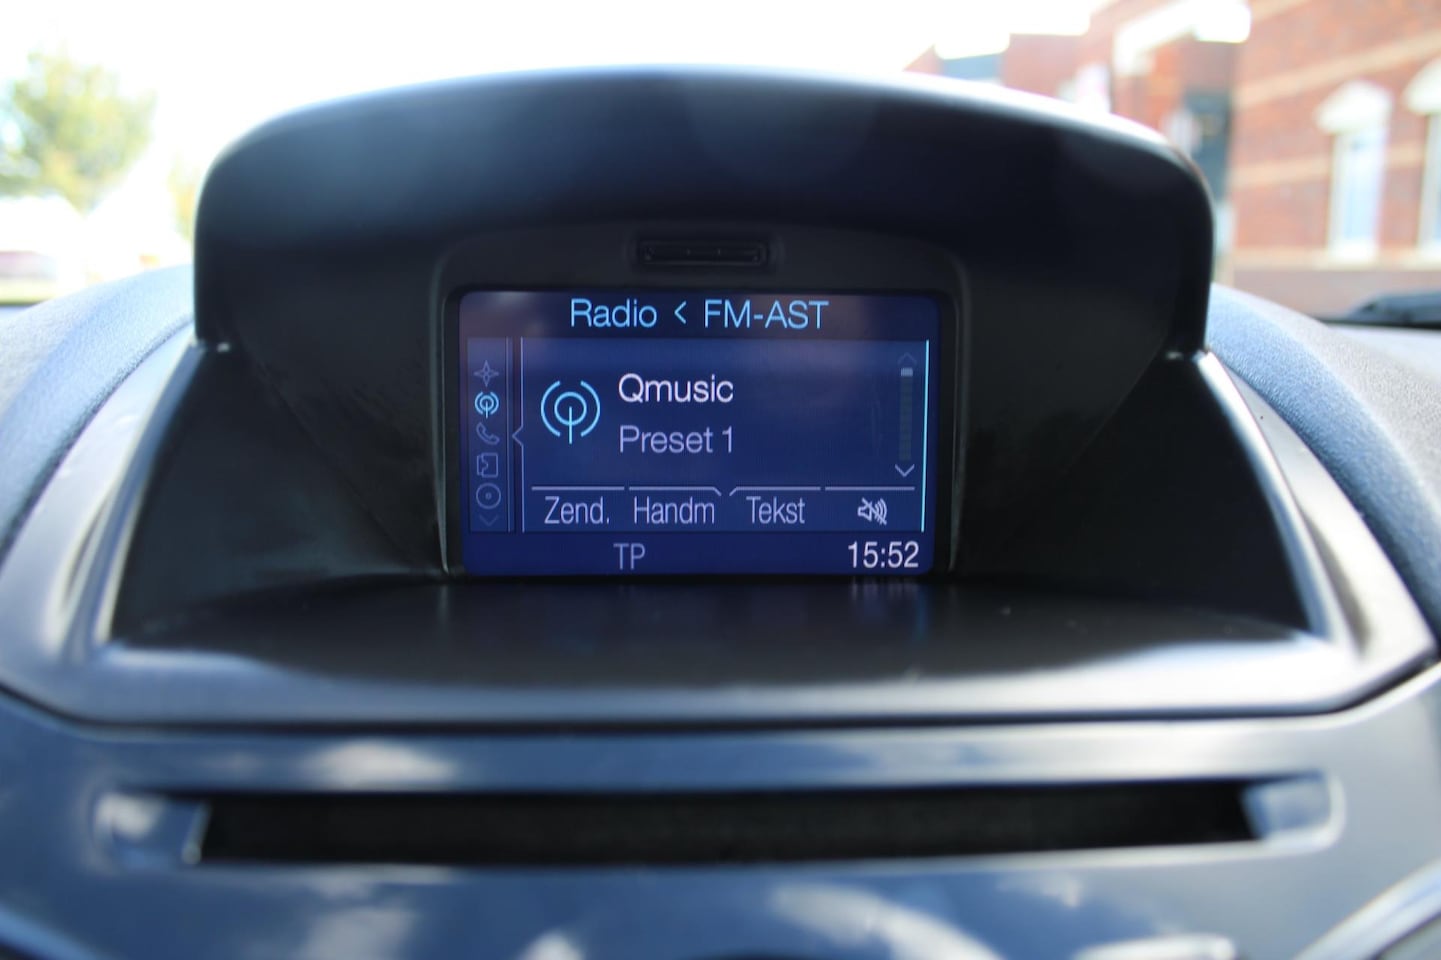 Radio < FM-AST
Qmusic
Preset 1
Zend. Handm Tekst
TP 15:52